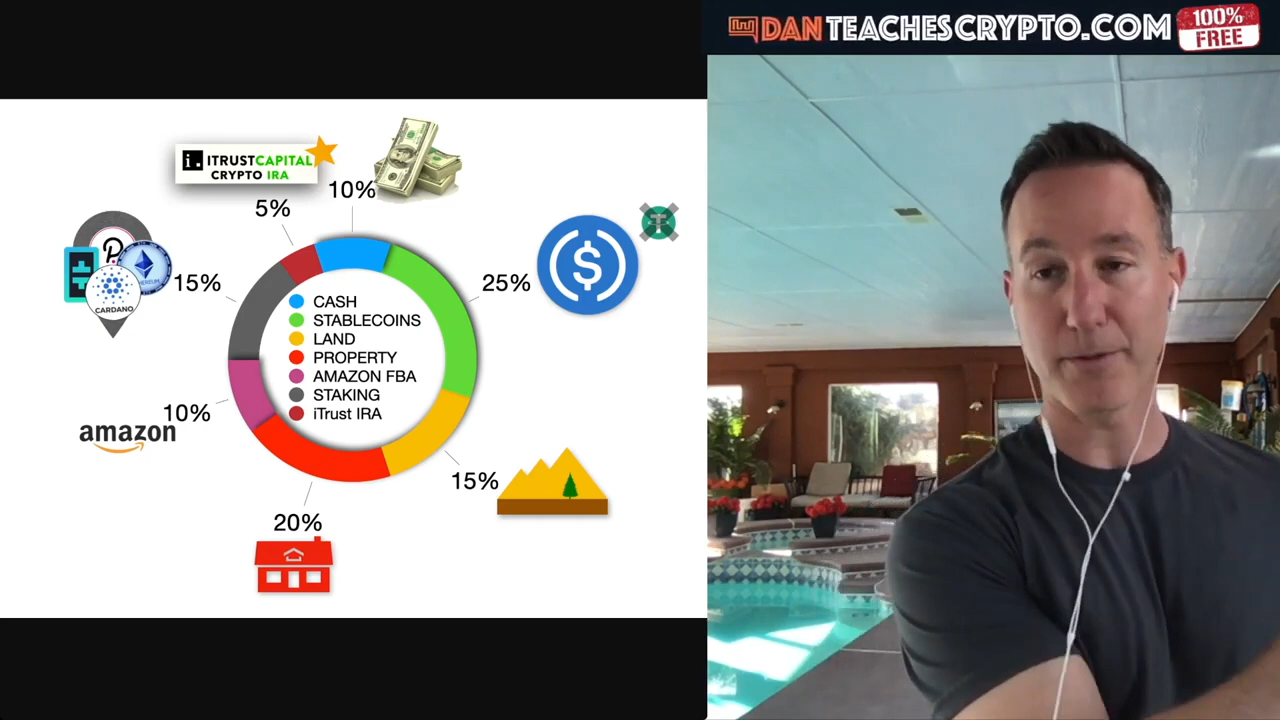 DANTEACHESCRYPTO.COM
100%
FREE
i. ITRUSTCAPITAL
CRYPTO IRA
10%
5%
25%
15%
CARDANO
CASH
STABLECOINS
LAND
PROPERTY
AMAZON FBA
STAKING
iTrust IRA
10%
amazon
15%
20%